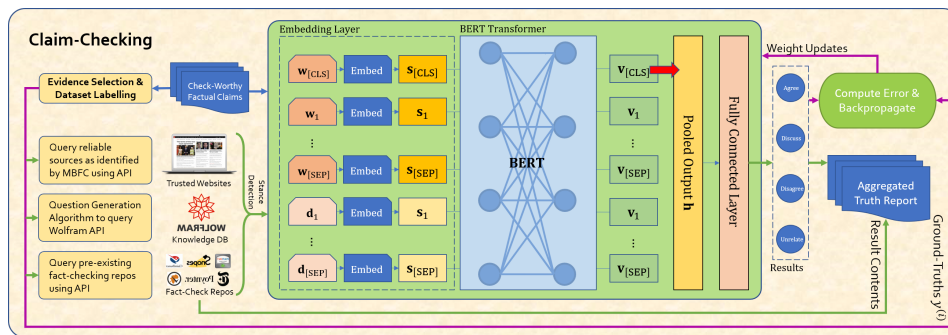 Claim-Checking
Evidence Selection &
Dataset Labelling
Check-Worthy
Factual Claims
Query reliable
sources as identified
by MBFC using API
Question Generation
Algorithm to query
Wolfram API
Query pre-existing
fact-checking repos
using API
Trusted Websites
WOLFRAM
Knowledge DB
Snopes
Poynter.
Fact-Check Repos
Stance
Detection
Embedding Layer
w[CLS] Embed s[CLS]
w1 Embed s1
⋮ ⋮
w[SEP] Embed s[SEP]
d1 Embed s1
⋮ ⋮
d[SEP] Embed s[SEP]
BERT Transformer
BERT
v[CLS]
v1
⋮
v[SEP]
v1
⋮
v[SEP]
Pooled Output h
Fully Connected Layer
Weight Updates
Agree
Discuss
Disagree
Unrelate
Results
Compute Error &
Backpropagate
Aggregated
Truth Report
Result Contents
Ground-Truths y(i)